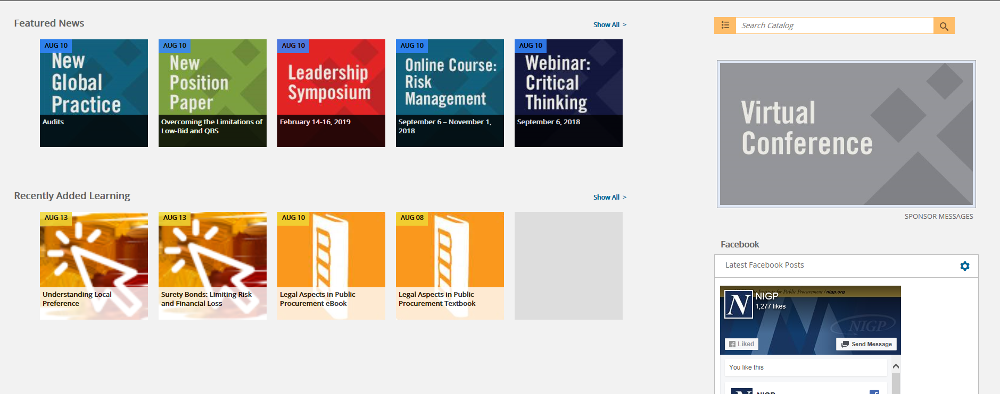 Featured News
Show All >
AUG 10
New
Global
Practice
Audits
AUG 10
New
Position
Paper
Overcoming the Limitations of
Low-Bid and QBS
AUG 10
Leadership
Symposium
February 14-16, 2019
AUG 10
Online Course:
Risk
Management
September 6 – November 1,
2018
AUG 10
Webinar:
Critical
Thinking
September 6, 2018
Recently Added Learning
Show All >
AUG 13
Understanding Local
Preference
AUG 13
Surety Bonds: Limiting Risk
and Financial Loss
AUG 10
Legal Aspects in Public
Procurement eBook
AUG 08
Legal Aspects in Public
Procurement Textbook
Search Catalog
Virtual
Conference
SPONSOR MESSAGES
Facebook
Latest Facebook Posts
Institute for Public Procurement / nigp.org
N
NIGP
1,277 likes
NIGP
Liked
Send Message
You like this
NIGP